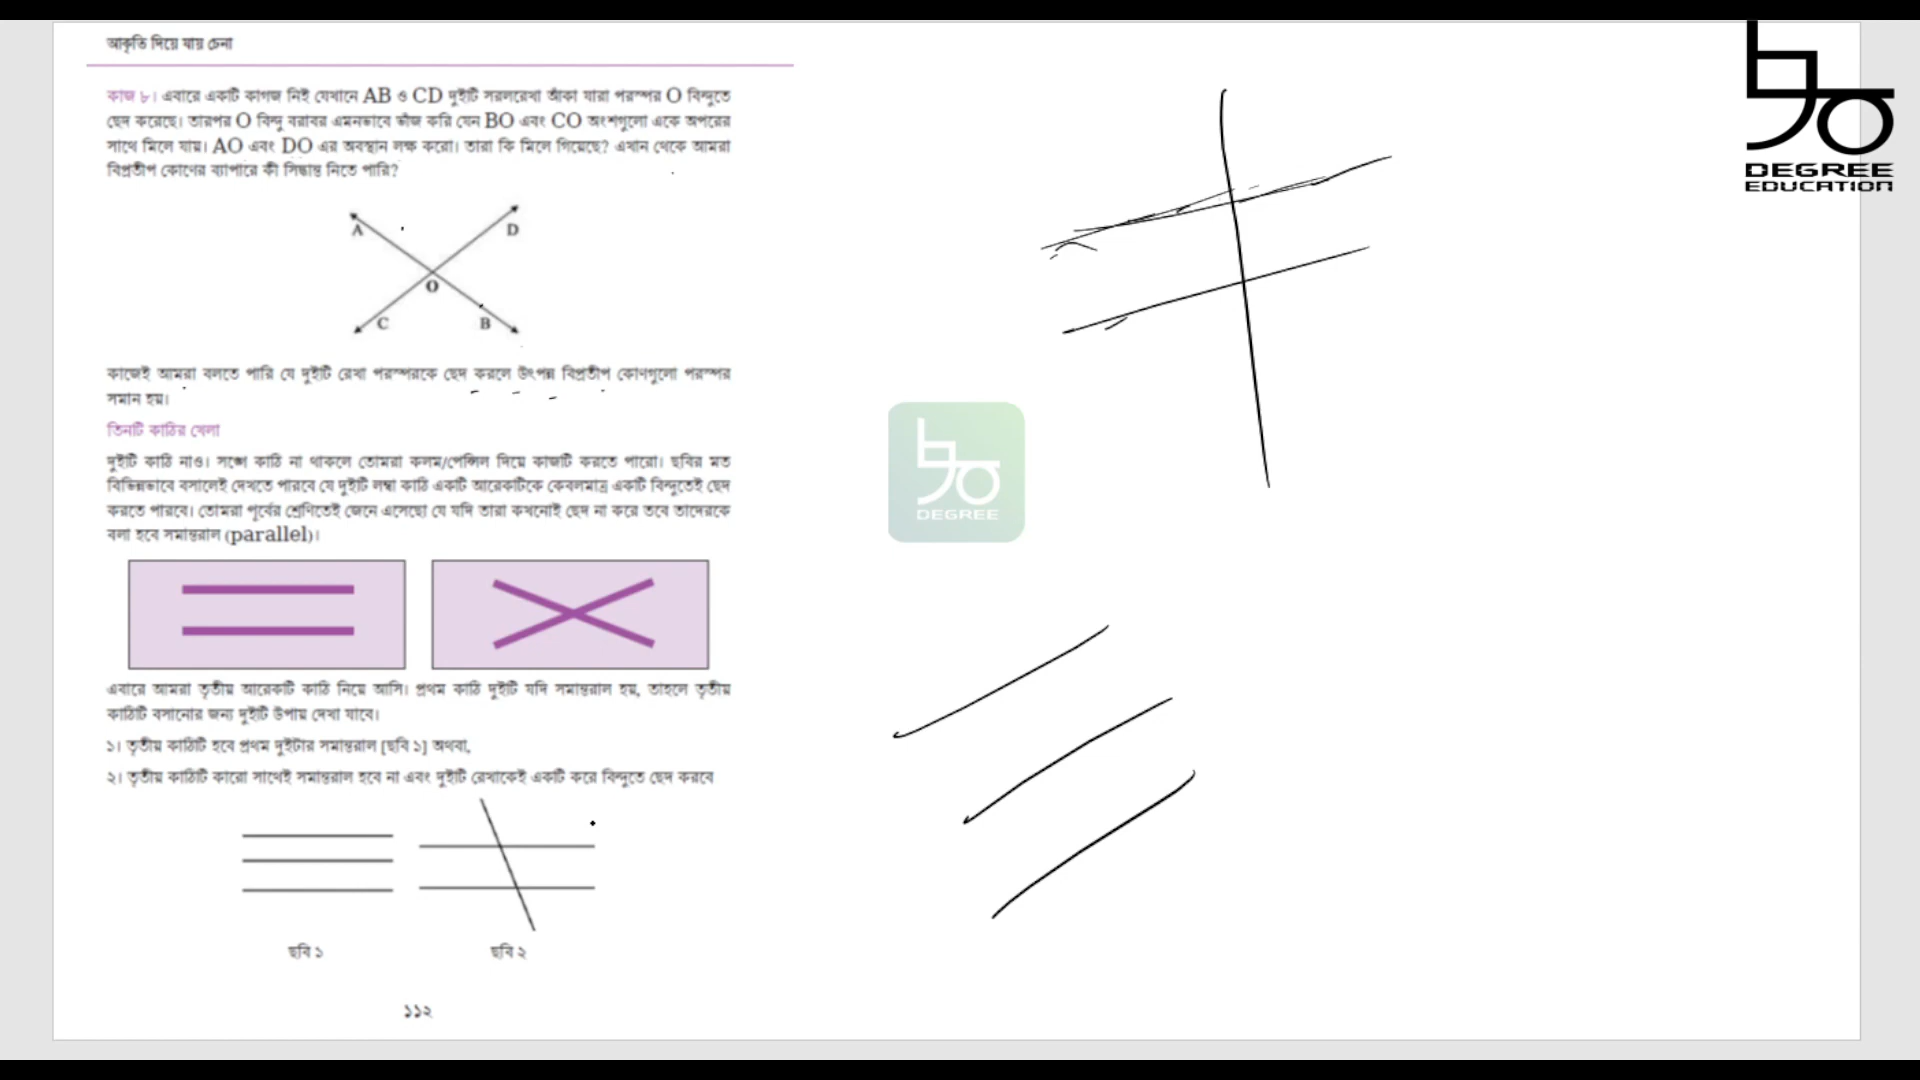 আকৃতি দিয়ে যায় চেনা
কাজ ৮। এবারে একটি কাগজ নিই যেখানে AB ও CD দুইটি সরলরেখা আঁকা যারা পরস্পর O বিন্দুতে
ছেদ করেছে। তারপর O বিন্দু বরাবর এমনভাবে ভাঁজ করি যেন BO এবং CO অংশগুলো একে অপরের
সাথে মিলে যায়। AO এবং DO এর অবস্থান লক্ষ করো। তারা কি মিলে গিয়েছে? এখান থেকে আমরা
বিপ্রতীপ কোণের ব্যাপারে কী সিদ্ধান্ত নিতে পারি?
A
D
O
C
B
কাজেই আমরা বলতে পারি যে দুইটি রেখা পরস্পরকে ছেদ করলে উৎপন্ন বিপ্রতীপ কোণগুলো পরস্পর
সমান হয়।
তিনটি কাঠির খেলা
দুইটি কাঠি নাও। সঙ্গে কাঠি না থাকলে তোমরা কলম/পেন্সিল দিয়ে কাজটি করতে পারো। ছবির মত
বিভিন্নভাবে বসালেই দেখতে পারবে যে দুইটি লম্বা কাঠি একটি আরেকটিকে কেবলমাত্র একটি বিন্দুতেই ছেদ
করতে পারবে। তোমরা পূর্বের শ্রেণিতেই জেনে এসেছো যে যদি তারা কখনোই ছেদ না করে তবে তাদেরকে
বলা হবে সমান্তরাল (parallel)।
এবারে আমরা তৃতীয় আরেকটি কাঠি নিয়ে আসি। প্রথম কাঠি দুইটি যদি সমান্তরাল হয়, তাহলে তৃতীয়
কাঠিটি বসানোর জন্য দুইটি উপায় দেখা যাবে।
১। তৃতীয় কাঠিটি হবে প্রথম দুইটার সমান্তরাল [ছবি ১] অথবা,
২। তৃতীয় কাঠিটি কারো সাথেই সমান্তরাল হবে না এবং দুইটি রেখাকেই একটি করে বিন্দুতে ছেদ করবে
ছবি ১
ছবি ২
১১২
DEGREE
DEGREE
EDUCATION